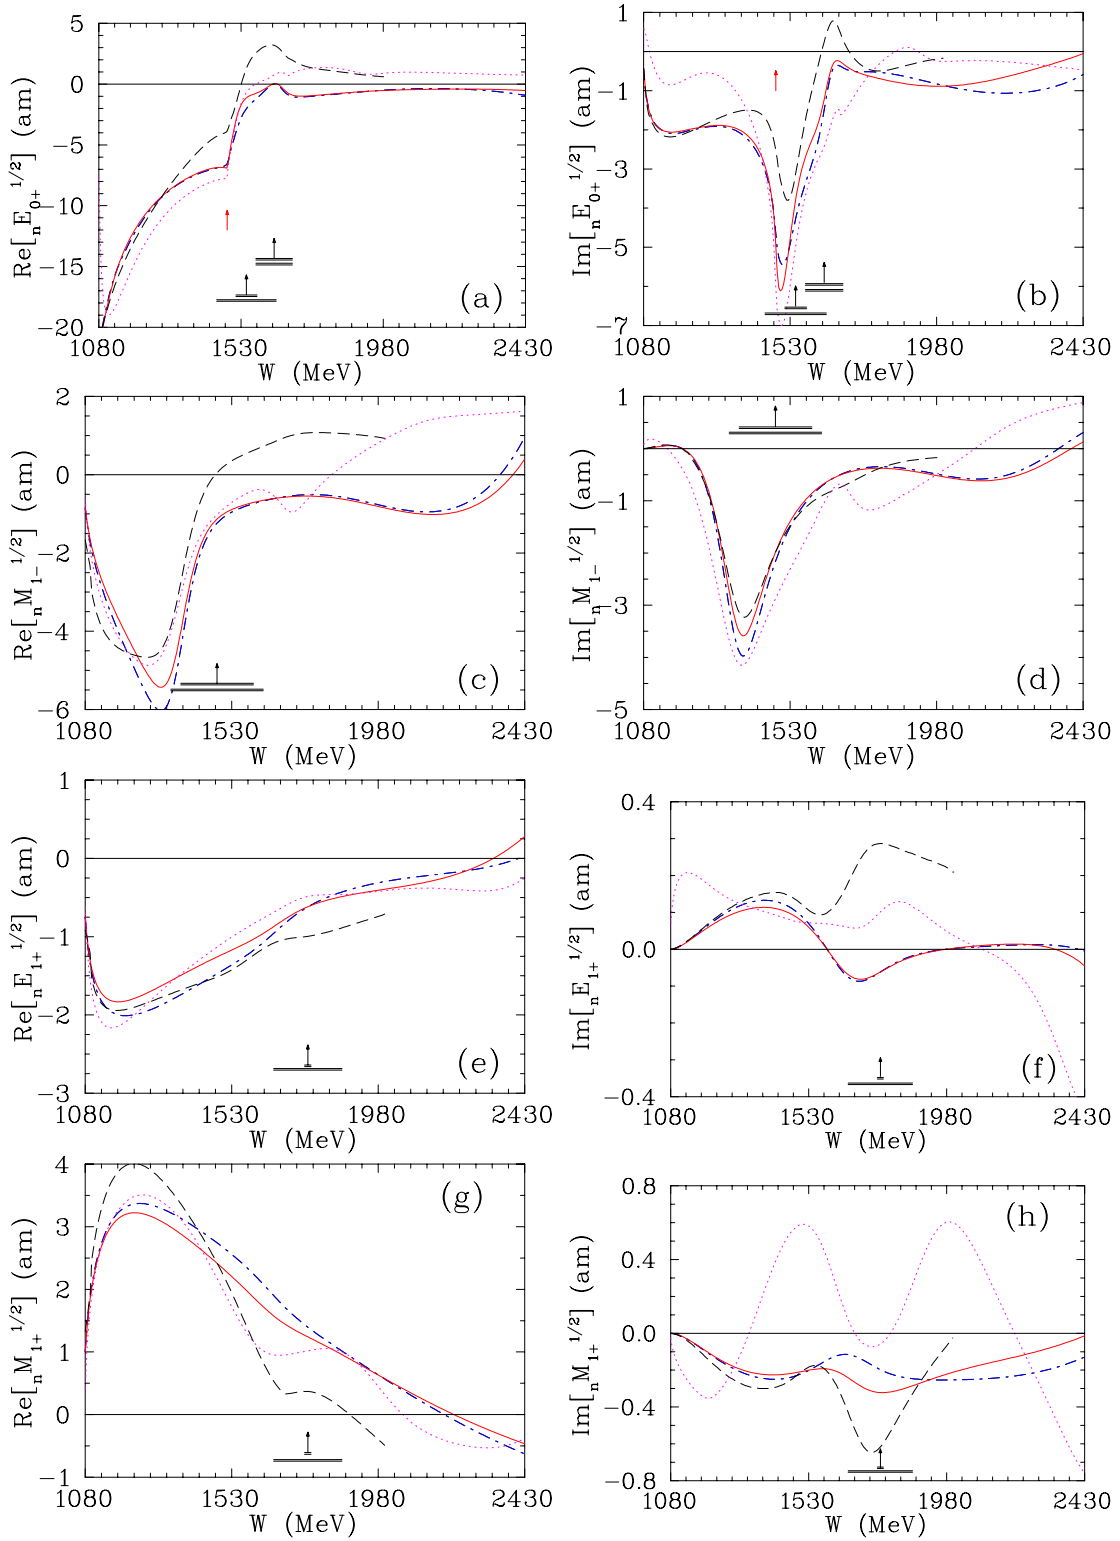 5
0
−5
−10
−15
−20
1080 1530 1980 2430
W (MeV)
Re[ₙE₀₊¹/²] (am)
(a)
1
−1
−3
−5
−7
1080 1530 1980 2430
W (MeV)
Im[ₙE₀₊¹/²] (am)
(b)
2
0
−2
−4
−6
1080 1530 1980 2430
W (MeV)
Re[ₙM₁₋¹/²] (am)
(c)
1
−1
−3
−5
1080 1530 1980 2430
W (MeV)
Im[ₙM₁₋¹/²] (am)
(d)
1
0
−1
−2
−3
1080 1530 1980 2430
W (MeV)
Re[ₙE₁₊¹/²] (am)
(e)
0.4
0.0
−0.4
1080 1530 1980 2430
W (MeV)
Im[ₙE₁₊¹/²] (am)
(f)
4
3
2
1
0
−1
1080 1530 1980 2430
W (MeV)
Re[ₙM₁₊¹/²] (am)
(g)
0.8
0.4
0.0
−0.4
−0.8
1080 1530 1980 2430
W (MeV)
Im[ₙM₁₊¹/²] (am)
(h)